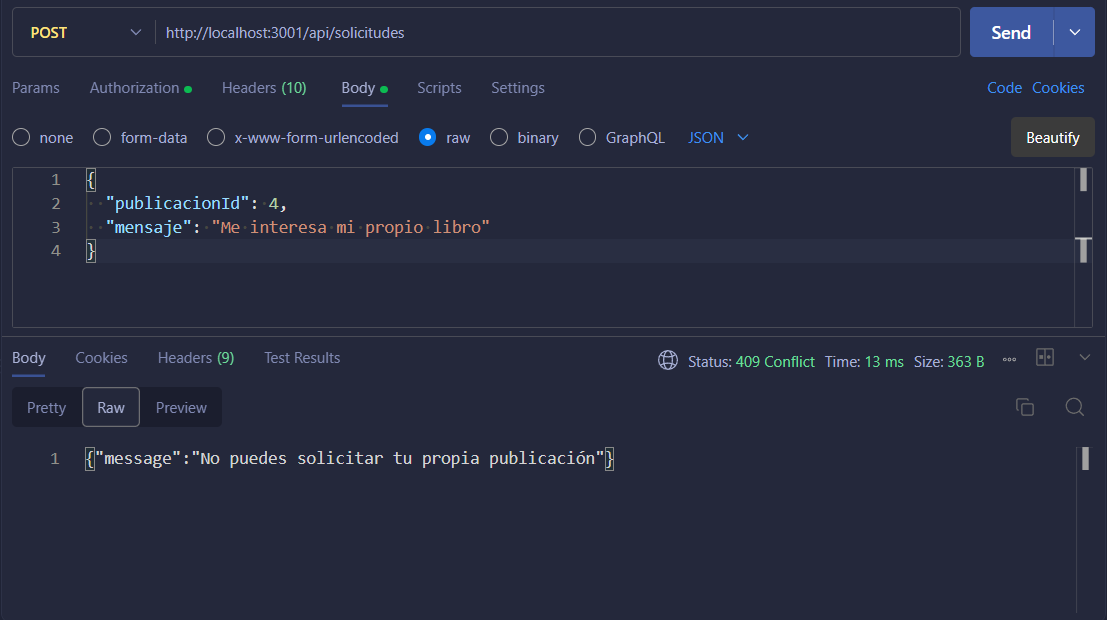 POST http://localhost:3001/api/solicitudes Send
Params Authorization Headers (10) Body Scripts Settings Code Cookies
none form-data x-www-form-urlencoded raw binary GraphQL JSON Beautify
1 {
2 "publicacionId": 4,
3 "mensaje": "Me interesa mi propio libro"
4 }
Body Cookies Headers (9) Test Results Status: 409 Conflict Time: 13 ms Size: 363 B
Pretty Raw Preview
1 {"message":"No puedes solicitar tu propia publicación"}